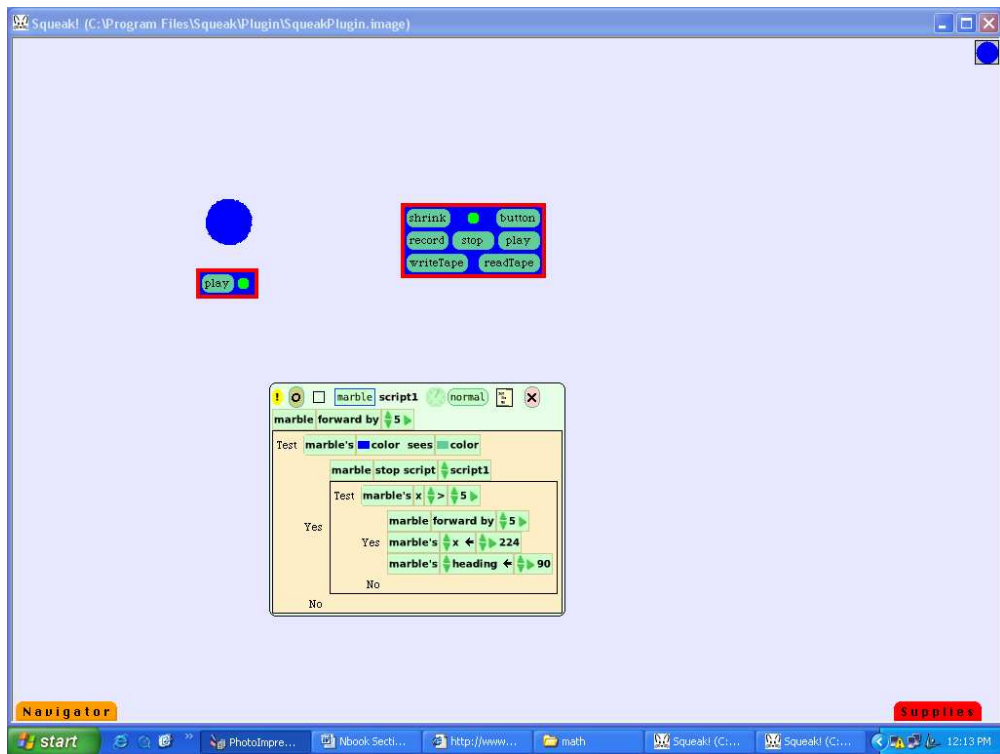 Squeak! (C:\Program Files\Squeak\Plugin\SqueakPlugin.image)
shrink button
record stop play
writeTape readTape
play
! marble script1 normal
marble forward by 5
Test marble's color sees color
marble stop script script1
Test marble's x > 5
marble forward by 5
Yes
Yes marble's x ← 224
marble's heading ← 90
No
No
Navigator
Supplies
start PhotoImpre... Nbook Secti... http://www... math Squeak! (C:... Squeak! (C:... 12:13 PM